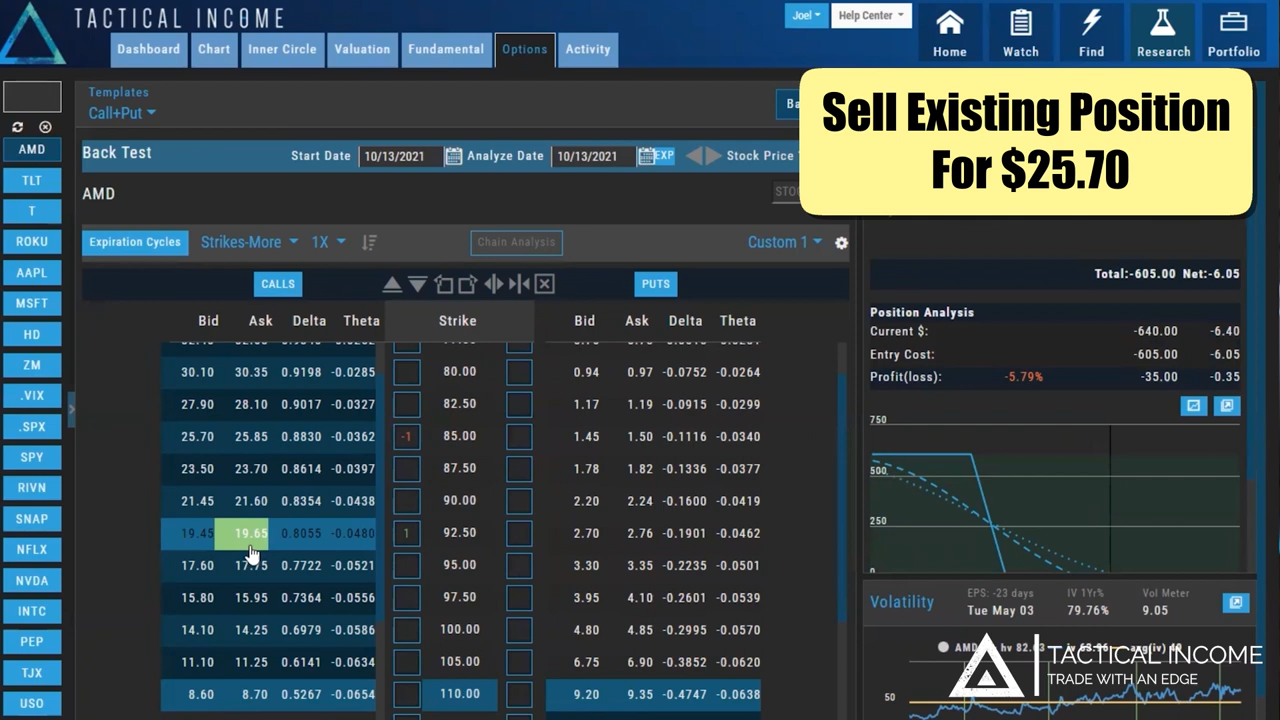 TACTICAL INCOME
Joel
Help Center
Dashboard Chart Inner Circle Valuation Fundamental Options Activity
Home Watch Find Research Portfolio
Sell Existing Position
For $25.70
Templates
Call+Put
Back Test Start Date 10/13/2021 Analyze Date 10/13/2021 EXP Stock Price
AMD
Expiration Cycles Strikes-More 1X Chain Analysis Custom 1
CALLS PUTS
Bid Ask Delta Theta Strike Bid Ask Delta Theta
30.10 30.35 0.9198 -0.0285 80.00 0.94 0.97 -0.0752 -0.0264
27.90 28.10 0.9017 -0.0327 82.50 1.17 1.19 -0.0915 -0.0299
25.70 25.85 0.8830 -0.0362 -1 85.00 1.45 1.50 -0.1116 -0.0340
23.50 23.70 0.8614 -0.0397 87.50 1.78 1.82 -0.1336 -0.0377
21.45 21.60 0.8354 -0.0438 90.00 2.20 2.24 -0.1600 -0.0419
19.45 19.65 0.8055 -0.0480 1 92.50 2.70 2.76 -0.1901 -0.0462
17.60 0.7722 -0.0521 95.00 3.30 3.35 -0.2235 -0.0501
15.80 15.95 0.7364 -0.0556 97.50 3.95 4.10 -0.2601 -0.0539
14.10 14.25 0.6979 -0.0586 100.00 4.80 4.85 -0.2995 -0.0570
11.10 11.25 0.6141 -0.0634 105.00 6.75 6.90 -0.3852 -0.0620
8.60 8.70 0.5267 -0.0654 110.00 9.20 9.35 -0.4747 -0.0638
AMD
TLT
T
ROKU
AAPL
MSFT
HD
ZM
.VIX
.SPX
SPY
RIVN
SNAP
NFLX
NVDA
INTC
PEP
TJX
USO
Total:-605.00 Net:-6.05
Position Analysis
Current $: -640.00 -6.40
Entry Cost: -605.00 -6.05
Profit(loss): -5.79% -35.00 -0.35
750
500
250
0
Volatility
EPS: -23 days IV 1Yr% Vol Meter
Tue May 03 79.76% 9.05
50
TACTICAL INCOME
TRADE WITH AN EDGE